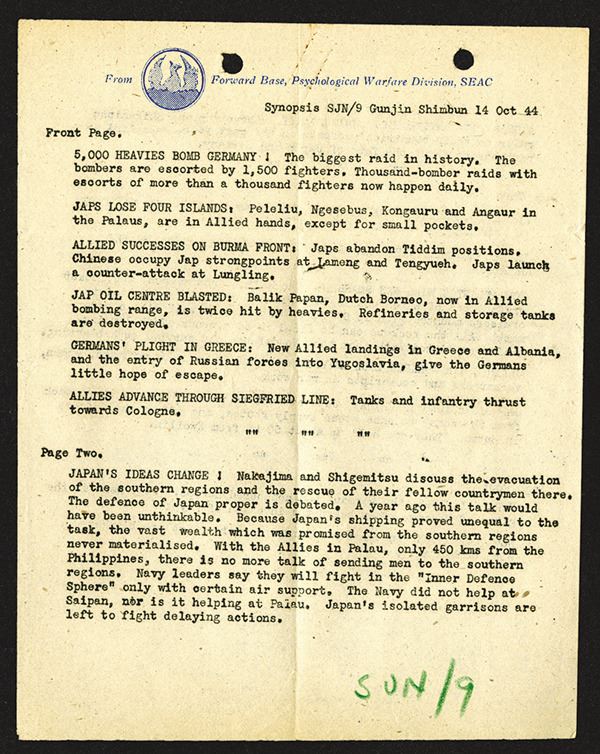 From Forward Base, Psychological Warfare Division, SEAC
Synopsis SJN/9 Gunjin Shimbun 14 Oct 44
Front Page.
5,000 HEAVIES BOMB GERMANY ! The biggest raid in history. The
bombers are escorted by 1,500 fighters. Thousand-bomber raids with
escorts of more than a thousand fighters now happen daily.
JAPS LOSE FOUR ISLANDS: Peleliu, Ngesebus, Kongauru and Angaur in
the Palaus, are in Allied hands, except for small pockets.
ALLIED SUCCESSES ON BURMA FRONT: Japs abandon Tiddim positions.
Chinese occupy Jap strongpoints at Lameng and Tengyueh. Japs launch
a counter-attack at Lungling.
JAP OIL CENTRE BLASTED: Balik Papan, Dutch Borneo, now in Allied
bombing range, is twice hit by heavies. Refineries and storage tanks
are destroyed.
GERMANS' PLIGHT IN GREECE: New Allied landings in Greece and Albania,
and the entry of Russian forces into Yugoslavia, give the Germans
little hope of escape.
ALLIES ADVANCE THROUGH SIEGFRIED LINE: Tanks and infantry thrust
towards Cologne.
"" "" ""
Page Two.
JAPAN'S IDEAS CHANGE ! Nakajima and Shigemitsu discuss the evacuation
of the southern regions and the rescue of their fellow countrymen there.
The defence of Japan proper is debated. A year ago this talk would
have been unthinkable. Because Japan's shipping proved unequal to the
task, the vast wealth which was promised from the southern regions
never materialised. With the Allies in Palau, only 450 kms from the
Philippines, there is no more talk of sending men to the southern
regions. Navy leaders say they will fight in the "Inner Defence
Sphere" only with certain air support. The Navy did not help at
Saipan, nor is it helping at Palau. Japan's isolated garrisons are
left to fight delaying actions.
SUN/9